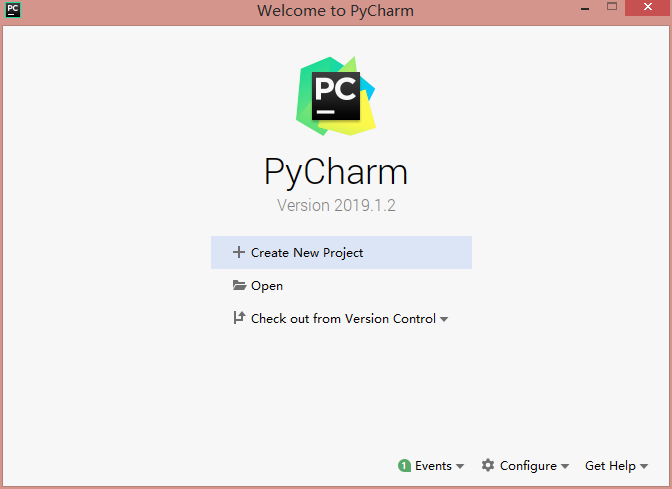 PC
Welcome to PyCharm
PC
PyCharm
Version 2019.1.2
Create New Project
Open
Check out from Version Control
1 Events Configure Get Help